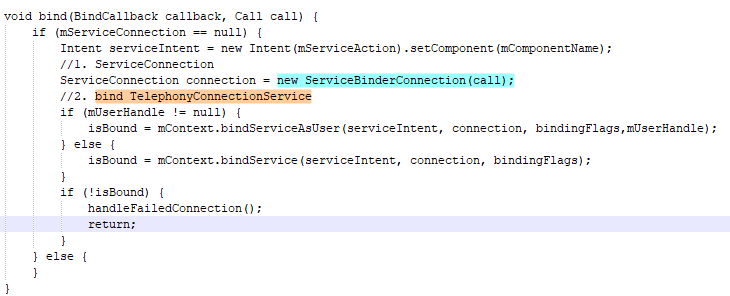 void bind(BindCallback callback, Call call) {
    if (mServiceConnection == null) {
        Intent serviceIntent = new Intent(mServiceAction).setComponent(mComponentName);
        //1. ServiceConnection
        ServiceConnection connection = new ServiceBinderConnection(call);
        //2. bind TelephonyConnectionService
        if (mUserHandle != null) {
            isBound = mContext.bindServiceAsUser(serviceIntent, connection, bindingFlags,mUserHandle);
        } else {
            isBound = mContext.bindService(serviceIntent, connection, bindingFlags);
        }
        if (!isBound) {
            handleFailedConnection();
            return;
        }
    } else {
    }
}